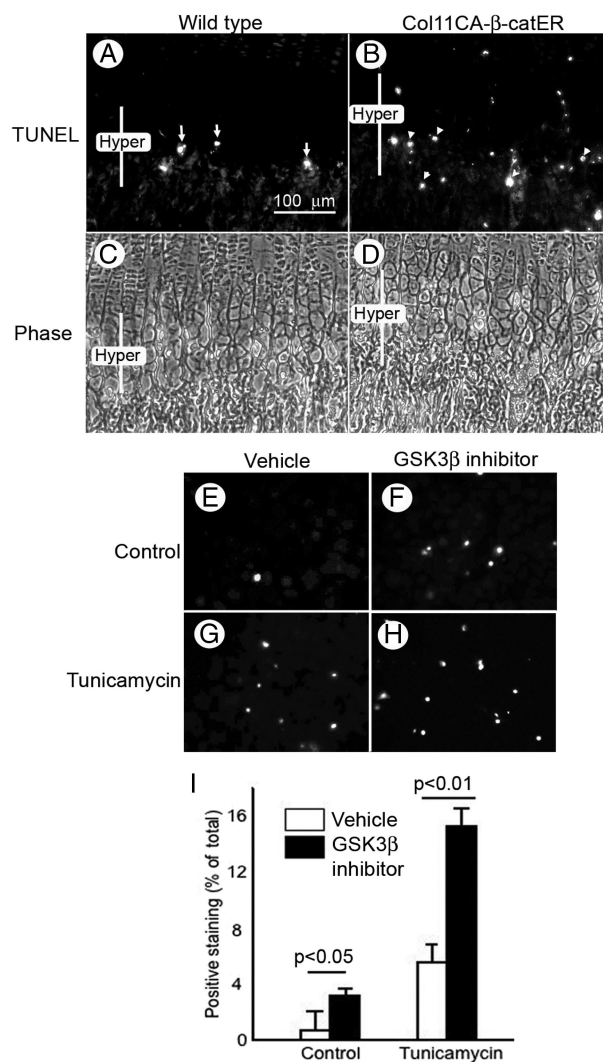 Wild type
Col11CA-β-catER
A
B
TUNEL
Hyper
Hyper
100 μm
C
D
Phase
Hyper
Hyper
Vehicle
GSK3β inhibitor
E
F
Control
G
H
Tunicamycin
I
p<0.01
16
Vehicle
GSK3β
inhibitor
12
Positive staining (% of total)
8
p<0.05
4
0
Control
Tunicamycin